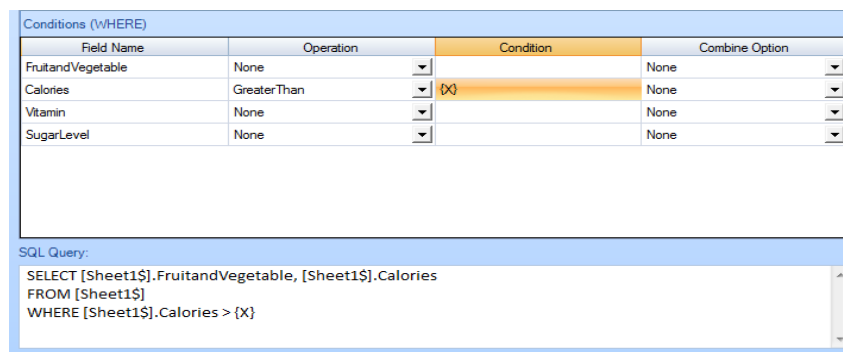 Conditions (WHERE)
Field Name Operation Condition Combine Option
FruitandVegetable None None
Calories GreaterThan {X} None
Vitamin None None
SugarLevel None None
SQL Query:
SELECT [Sheet1$].FruitandVegetable, [Sheet1$].Calories
FROM [Sheet1$]
WHERE [Sheet1$].Calories > {X}